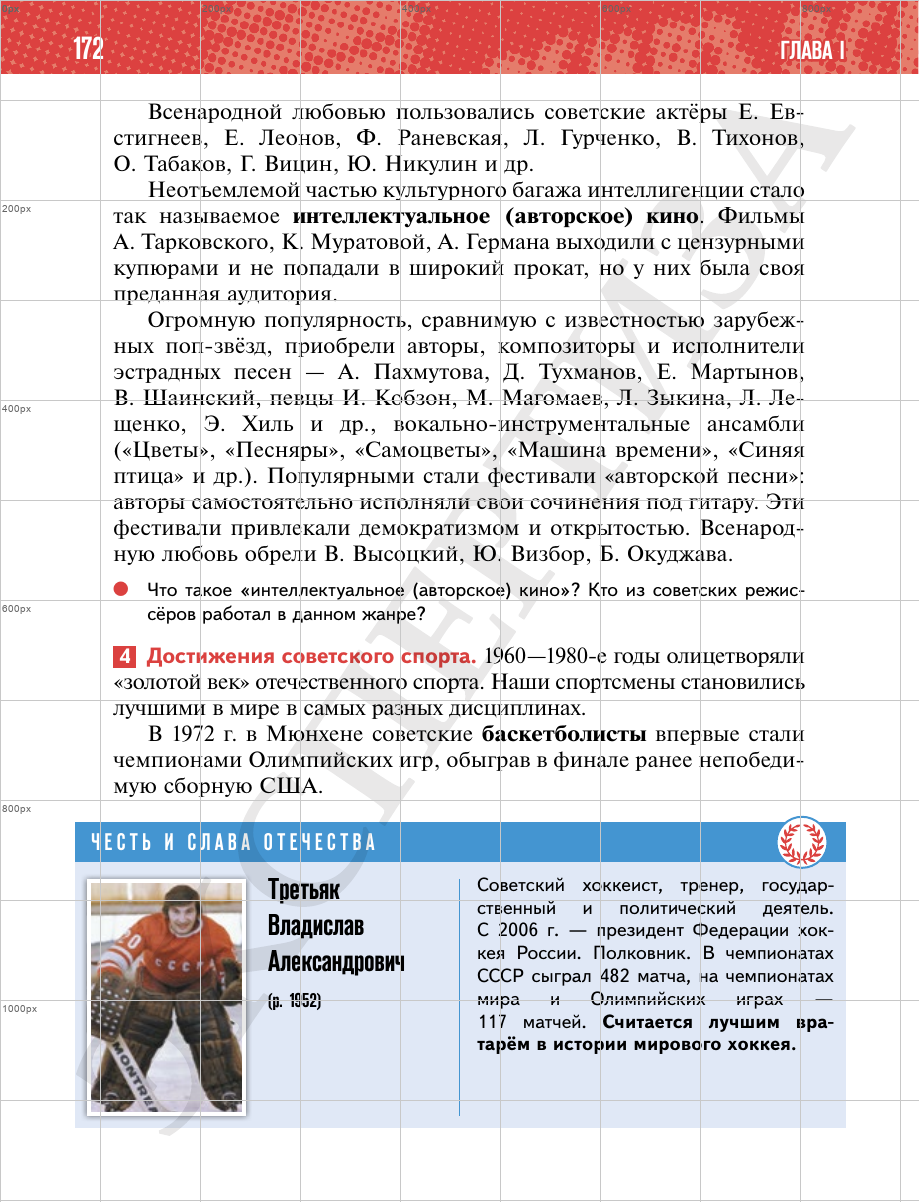 172
ГЛАВА I
Всенародной любовью пользовались советские актёры Е. Ев-
стигнеев, Е. Леонов, Ф. Раневская, Л. Гурченко, В. Тихонов,
О. Табаков, Г. Вицин, Ю. Никулин и др.
Неотъемлемой частью культурного багажа интеллигенции стало
так называемое интеллектуальное (авторское) кино. Фильмы
А. Тарковского, К. Муратовой, А. Германа выходили с цензурными
купюрами и не попадали в широкий прокат, но у них была своя
преданная аудитория.
Огромную популярность, сравнимую с известностью зарубеж-
ных поп-звёзд, приобрели авторы, композиторы и исполнители
эстрадных песен — А. Пахмутова, Д. Тухманов, Е. Мартынов,
В. Шаинский, певцы И. Кобзон, М. Магомаев, Л. Зыкина, Л. Ле-
щенко, Э. Хиль и др., вокально-инструментальные ансамбли
(«Цветы», «Песняры», «Самоцветы», «Машина времени», «Синяя
птица» и др.). Популярными стали фестивали «авторской песни»:
авторы самостоятельно исполняли свои сочинения под гитару. Эти
фестивали привлекали демократизмом и открытостью. Всенарод-
ную любовь обрели В. Высоцкий, Ю. Визбор, Б. Окуджава.
Что такое «интеллектуальное (авторское) кино»? Кто из советских режис-
сёров работал в данном жанре?
4 Достижения советского спорта. 1960—1980-е годы олицетворяли
«золотой век» отечественного спорта. Наши спортсмены становились
лучшими в мире в самых разных дисциплинах.
В 1972 г. в Мюнхене советские баскетболисты впервые стали
чемпионами Олимпийских игр, обыграв в финале ранее непобеди-
мую сборную США.
ЧЕСТЬ И СЛАВА ОТЕЧЕСТВА
Третьяк
Владислав
Александрович
(р. 1952)
Советский хоккеист, тренер, государ-
ственный и политический деятель.
С 2006 г. — президент Федерации хок-
кея России. Полковник. В чемпионатах
СССР сыграл 482 матча, на чемпионатах
мира и Олимпийских играх —
117 матчей. Считается лучшим вра-
тарём в истории мирового хоккея.
20
СССР
MONTREA
ЭКСПЕРТИЗА
200px
400px
600px
800px
1000px